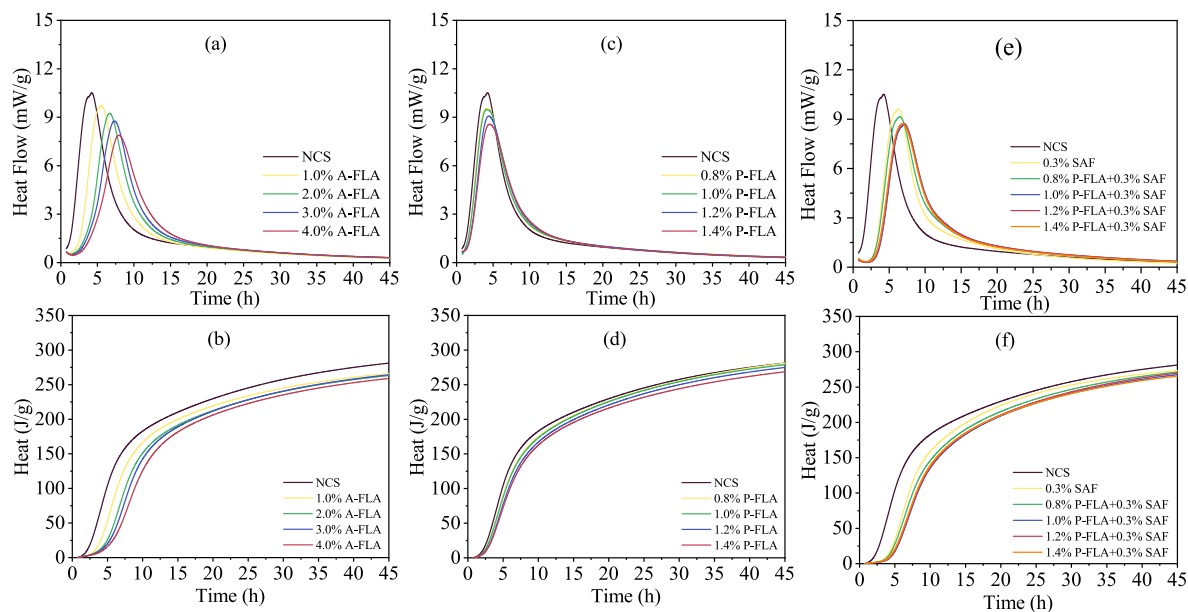 (a)
Heat Flow (mW/g)
15
12
9
6
3
0
NCS
1.0% A-FLA
2.0% A-FLA
3.0% A-FLA
4.0% A-FLA
0 5 10 15 20 25 30 35 40 45
Time (h)
(c)
Heat Flow (mW/g)
15
12
9
6
3
0
NCS
0.8% P-FLA
1.0% P-FLA
1.2% P-FLA
1.4% P-FLA
0 5 10 15 20 25 30 35 40 45
Time (h)
(e)
Heat Flow (mW/g)
15
12
9
6
3
0
NCS
0.3% SAF
0.8% P-FLA+0.3% SAF
1.0% P-FLA+0.3% SAF
1.2% P-FLA+0.3% SAF
1.4% P-FLA+0.3% SAF
0 5 10 15 20 25 30 35 40 45
Time (h)
(b)
Heat (J/g)
350
300
250
200
150
100
50
0
NCS
1.0% A-FLA
2.0% A-FLA
3.0% A-FLA
4.0% A-FLA
0 5 10 15 20 25 30 35 40 45
Time (h)
(d)
Heat (J/g)
350
300
250
200
150
100
50
0
NCS
0.8% P-FLA
1.0% P-FLA
1.2% P-FLA
1.4% P-FLA
0 5 10 15 20 25 30 35 40 45
Time (h)
(f)
Heat (J/g)
350
300
250
200
150
100
50
0
NCS
0.3% SAF
0.8% P-FLA+0.3% SAF
1.0% P-FLA+0.3% SAF
1.2% P-FLA+0.3% SAF
1.4% P-FLA+0.3% SAF
0 5 10 15 20 25 30 35 40 45
Time (h)